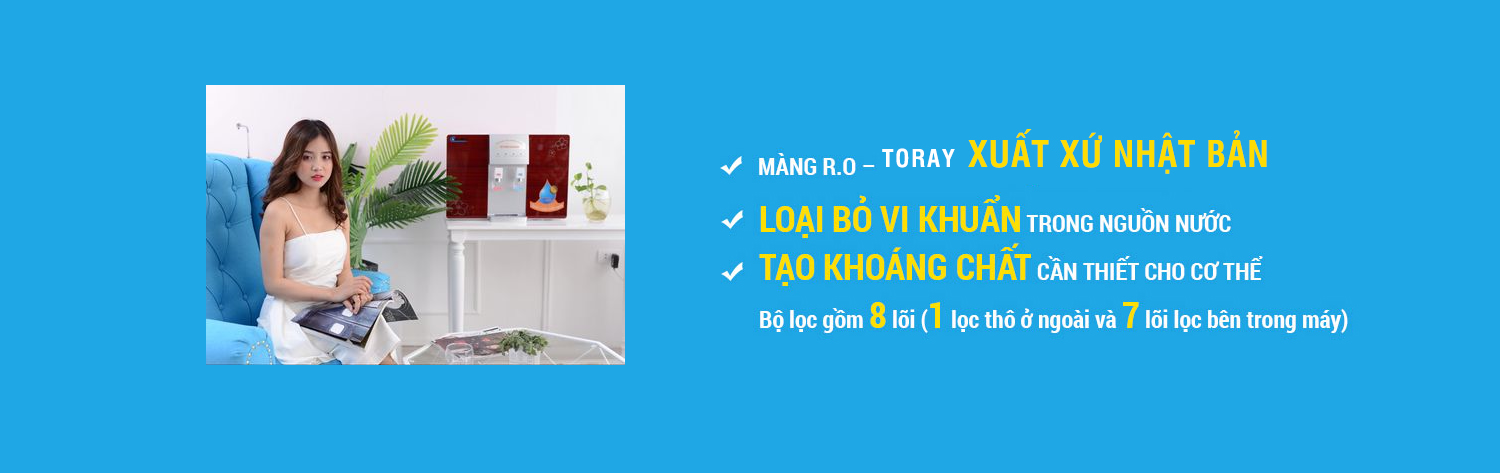 MÀNG R.O – TORAY XUẤT XỨ NHẬT BẢN
LOẠI BỎ VI KHUẨN TRONG NGUỒN NƯỚC
TẠO KHOÁNG CHẤT CẦN THIẾT CHO CƠ THỂ
Bộ lọc gồm 8 lõi (1 lọc thô ở ngoài và 7 lõi lọc bên trong máy)